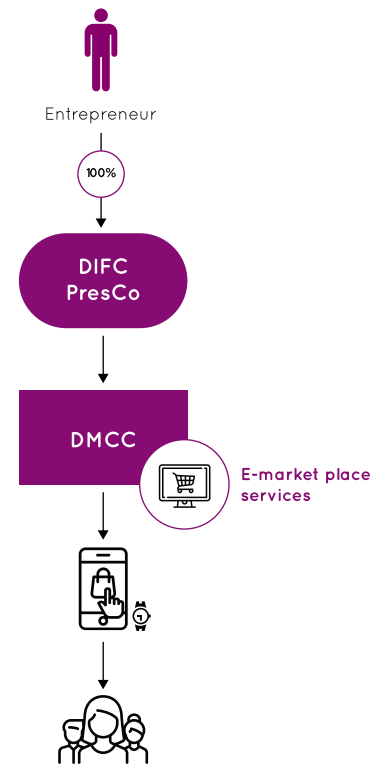 Entrepreneur
100%
DIFC
PresCo
DMCC
E-market place
services